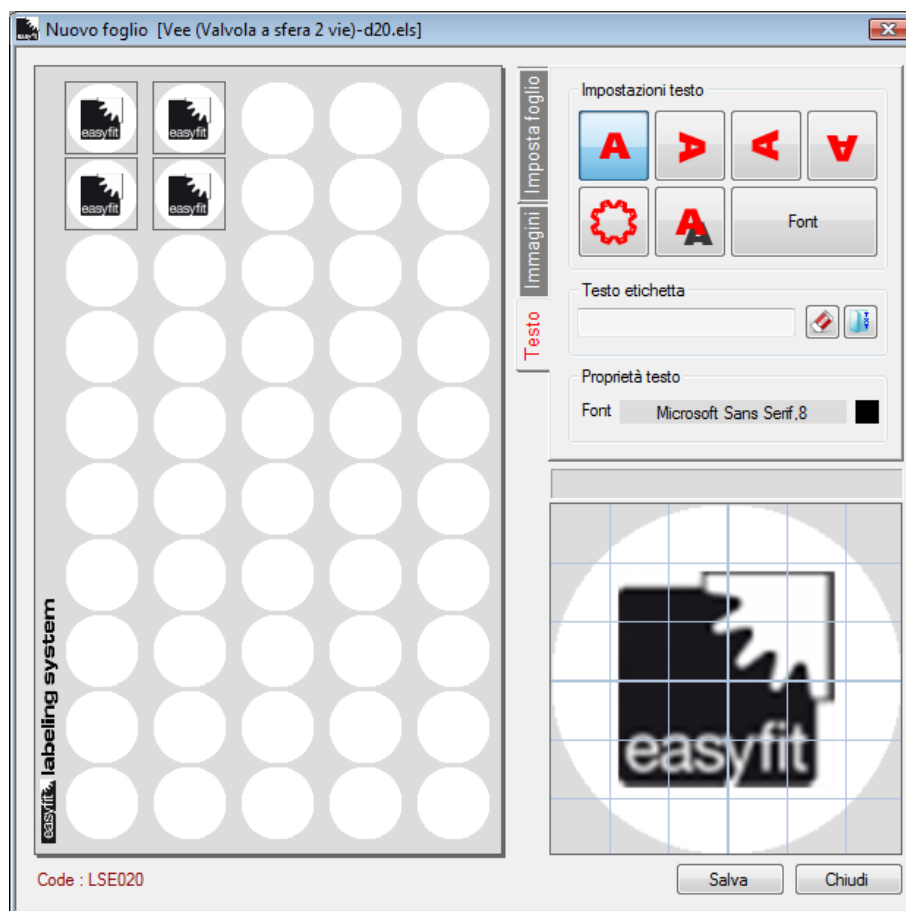 Nuovo foglio [Vee (Valvola a sfera 2 vie)-d20.els]
easyfit easyfit
easyfit easyfit
easyfit labeling system
Code : LSE020
Imposta foglio
Immagini
Testo
Impostazioni testo
A A A A
A A Font
Testo etichetta
TXT
Proprietà testo
Font Microsoft Sans Serif,8
easyfit
Salva Chiudi